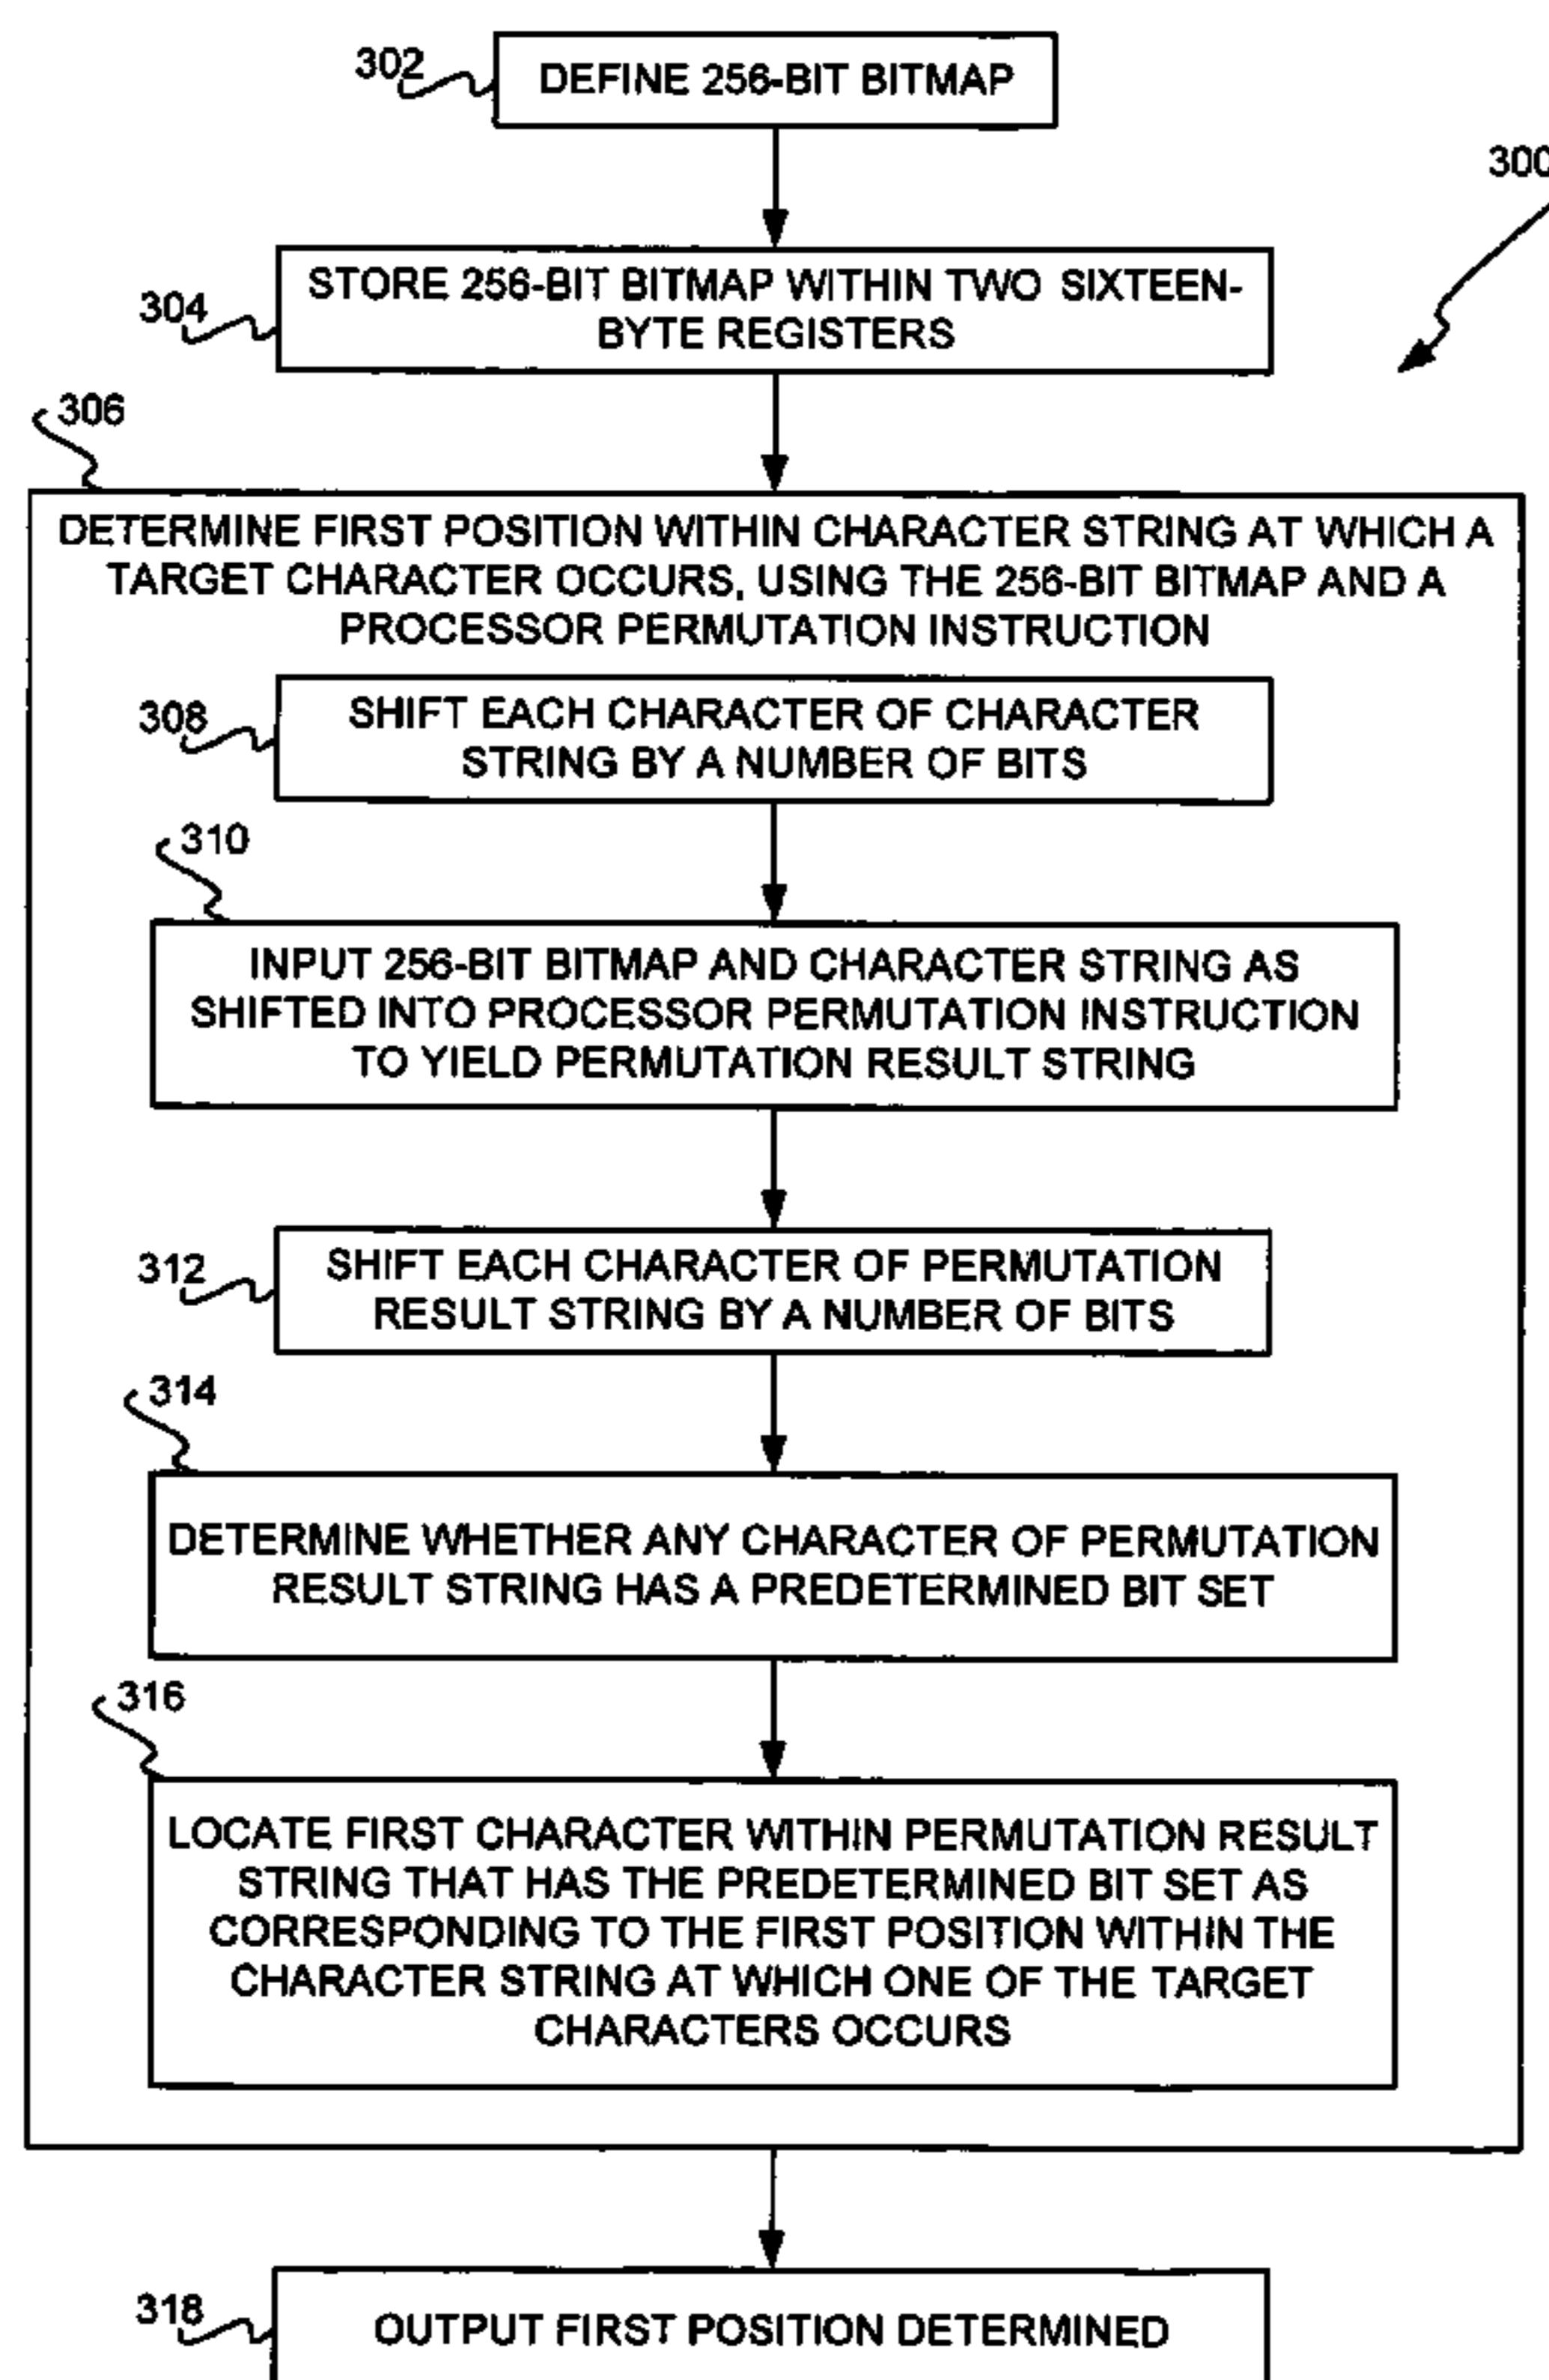 302
DEFINE 256-BIT BITMAP
300
304
STORE 256-BIT BITMAP WITHIN TWO SIXTEEN-
BYTE REGISTERS
306
DETERMINE FIRST POSITION WITHIN CHARACTER STRING AT WHICH A
TARGET CHARACTER OCCURS, USING THE 256-BIT BITMAP AND A
PROCESSOR PERMUTATION INSTRUCTION
308
SHIFT EACH CHARACTER OF CHARACTER
STRING BY A NUMBER OF BITS
310
INPUT 256-BIT BITMAP AND CHARACTER STRING AS
SHIFTED INTO PROCESSOR PERMUTATION INSTRUCTION
TO YIELD PERMUTATION RESULT STRING
312
SHIFT EACH CHARACTER OF PERMUTATION
RESULT STRING BY A NUMBER OF BITS
314
DETERMINE WHETHER ANY CHARACTER OF PERMUTATION
RESULT STRING HAS A PREDETERMINED BIT SET
316
LOCATE FIRST CHARACTER WITHIN PERMUTATION RESULT
STRING THAT HAS THE PREDETERMINED BIT SET AS
CORRESPONDING TO THE FIRST POSITION WITHIN THE
CHARACTER STRING AT WHICH ONE OF THE TARGET
CHARACTERS OCCURS
318
OUTPUT FIRST POSITION DETERMINED